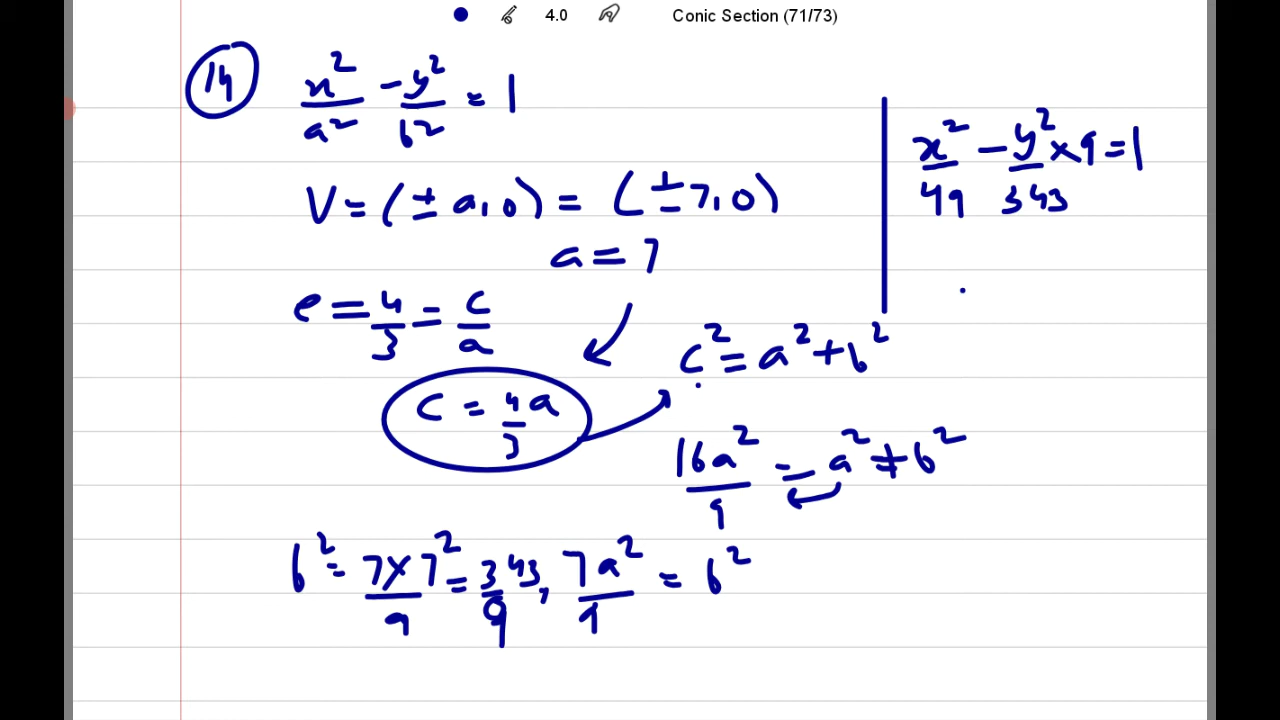 4.0 Conic Section (71/73)
14 x²/a² - y²/b² = 1
V = (± a, 0) = (± 7, 0)
a = 7
e = 4/3 = c/a
c = 4/3 a
c² = a² + b²
16a²/9 = a² + b²
b² = 7×7²/9 = 343/9, 7a²/9 = b²
x²/49 - y²/343 × 9 = 1